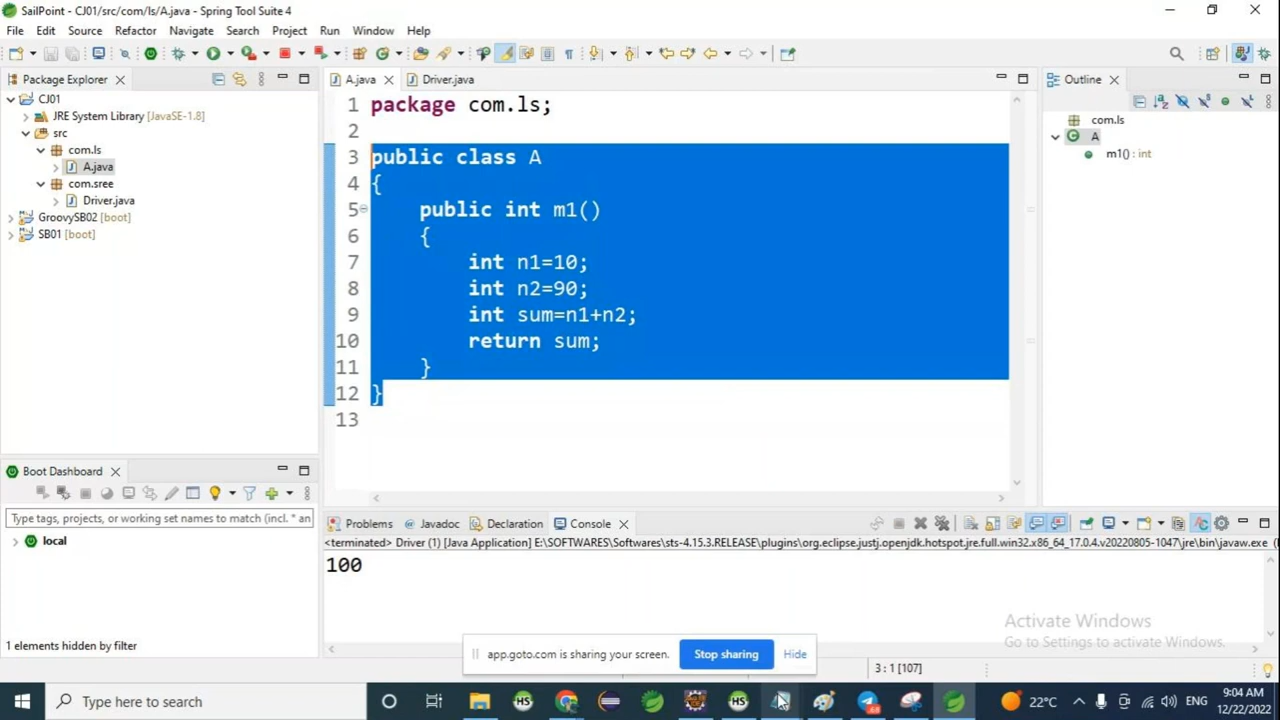 SailPoint - CJ01/src/com/ls/A.java - Spring Tool Suite 4
File Edit Source Refactor Navigate Search Project Run Window Help
Package Explorer
CJ01
JRE System Library [JavaSE-1.8]
src
com.ls
A.java
com.sree
Driver.java
GroovySB02 [boot]
SB01 [boot]
A.java
Driver.java
1 package com.ls;
2
3 public class A
4 {
5 public int m1()
6 {
7 int n1=10;
8 int n2=90;
9 int sum=n1+n2;
10 return sum;
11 }
12 }
13
Outline
com.ls
A
m1() : int
Boot Dashboard
Type tags, projects, or working set names to match (incl. * an
local
1 elements hidden by filter
Problems Javadoc Declaration Console
<terminated> Driver (1) [Java Application] E:\SOFTWARES\Softwares\sts-4.15.3.RELEASE\plugins\org.eclipse.justj.openjdk.hotspot.jre.full.win32.x86_64_17.0.4.v20220805-1047\jre\bin\javaw.exe
100
Activate Windows
Go to Settings to activate Windows.
app.goto.com is sharing your screen.
Stop sharing
Hide
3 : 1 [107]
Type here to search
HS
HS
22°C
ENG
9:04 AM
12/22/2022